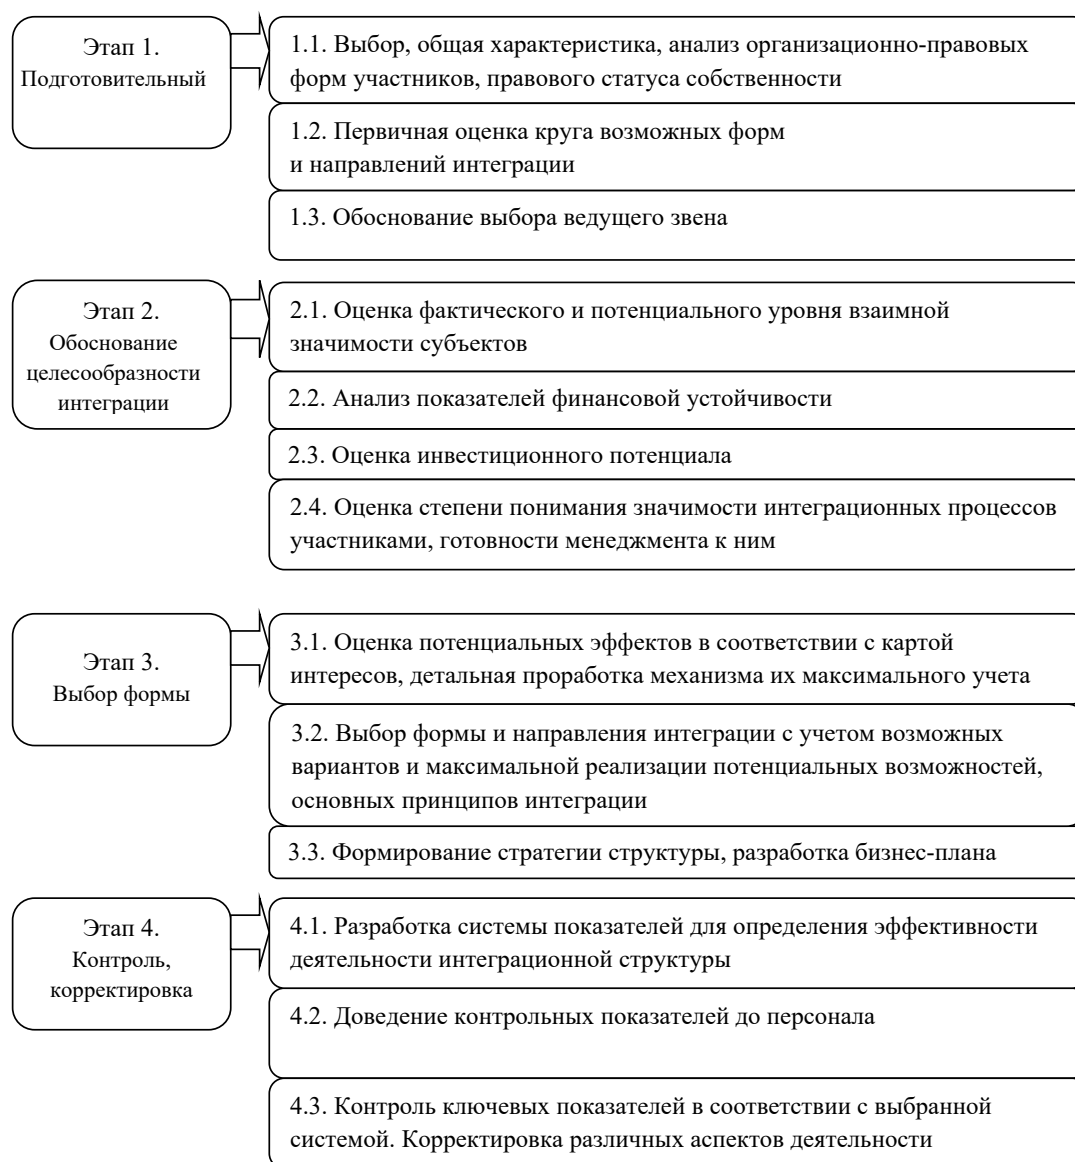 Этап 1.
Подготовительный
1.1. Выбор, общая характеристика, анализ организационно-правовых
форм участников, правового статуса собственности
1.2. Первичная оценка круга возможных форм
и направлений интеграции
1.3. Обоснование выбора ведущего звена
Этап 2.
Обоснование
целесообразности
интеграции
2.1. Оценка фактического и потенциального уровня взаимной
значимости субъектов
2.2. Анализ показателей финансовой устойчивости
2.3. Оценка инвестиционного потенциала
2.4. Оценка степени понимания значимости интеграционных процессов
участниками, готовности менеджмента к ним
Этап 3.
Выбор формы
3.1. Оценка потенциальных эффектов в соответствии с картой
интересов, детальная проработка механизма их максимального учета
3.2. Выбор формы и направления интеграции с учетом возможных
вариантов и максимальной реализации потенциальных возможностей,
основных принципов интеграции
3.3. Формирование стратегии структуры, разработка бизнес-плана
Этап 4.
Контроль,
корректировка
4.1. Разработка системы показателей для определения эффективности
деятельности интеграционной структуры
4.2. Доведение контрольных показателей до персонала
4.3. Контроль ключевых показателей в соответствии с выбранной
системой. Корректировка различных аспектов деятельности